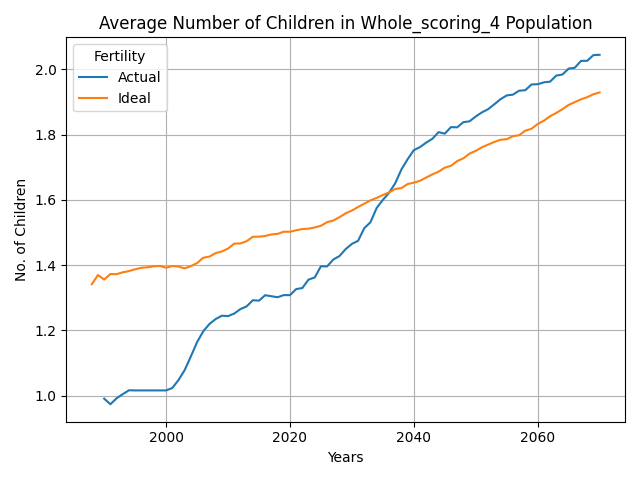 Average Number of Children in Whole_scoring_4 Population
Fertility
Actual
Ideal
2.0
1.8
1.6
1.4
1.2
1.0
No. of Children
2000 2020 2040 2060
Years